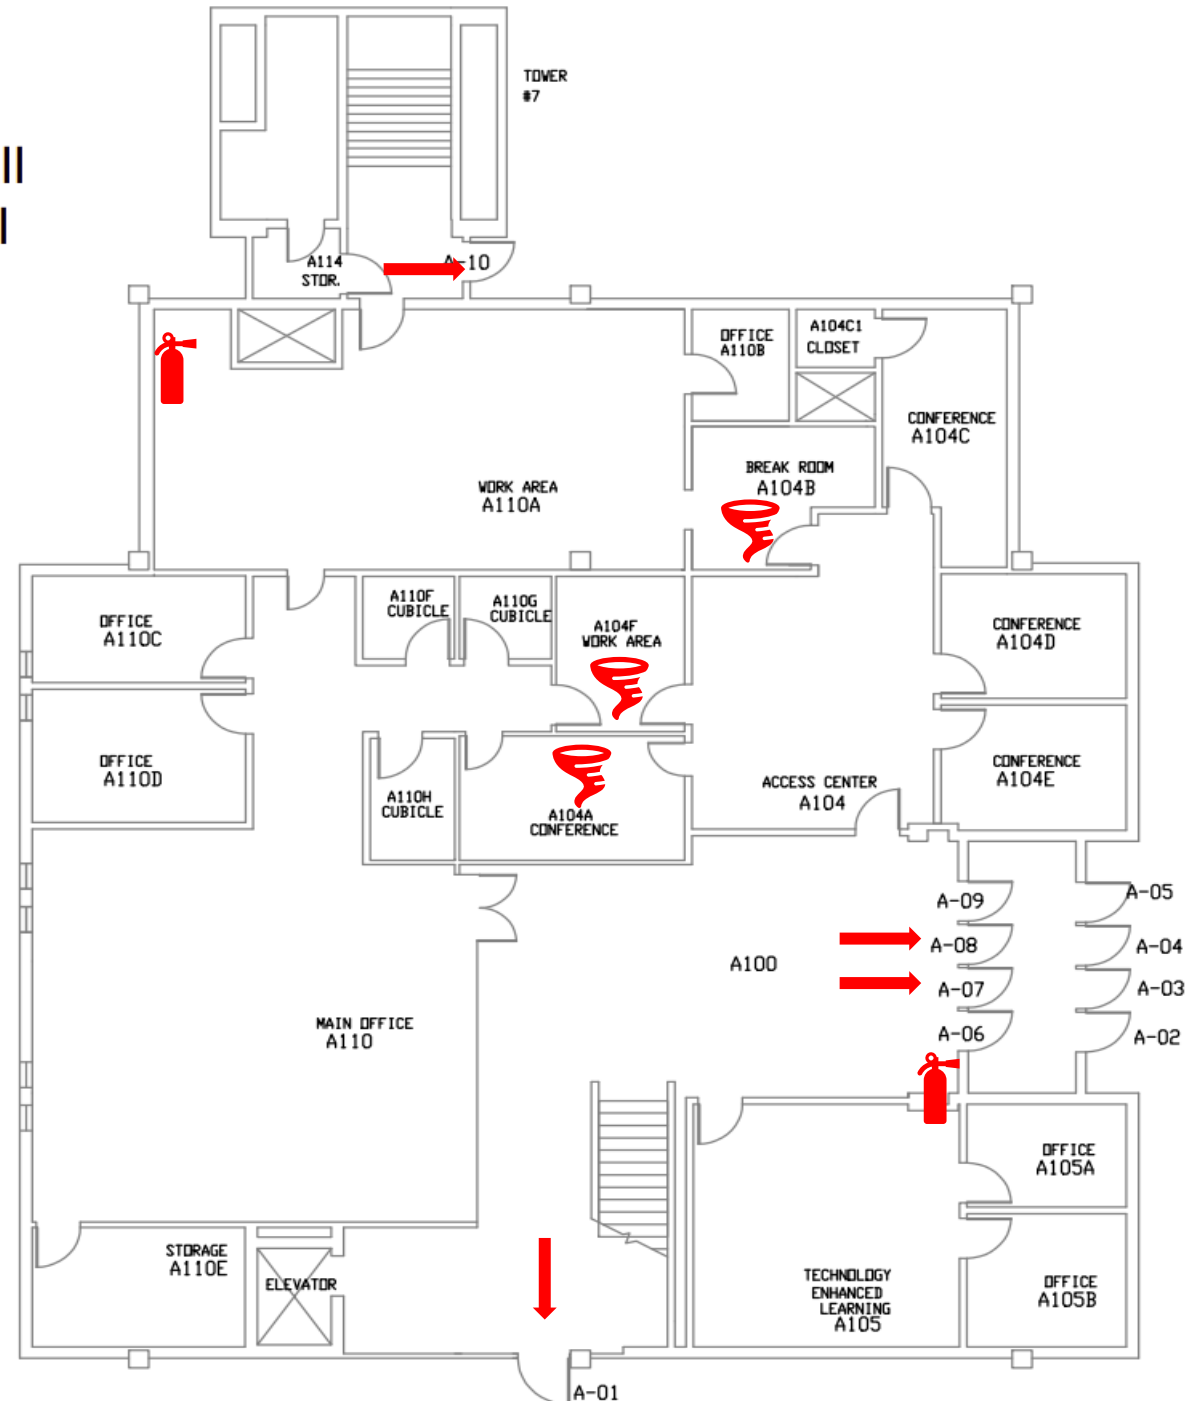 TOWER
#7
ll
l
A114
STOR.
A-10
OFFICE
A110B
A104C1
CLOSET
CONFERENCE
A104C
BREAK ROOM
A104B
WORK AREA
A110A
OFFICE
A110C
A110F
CUBICLE
A110G
CUBICLE
A104F
WORK AREA
CONFERENCE
A104D
OFFICE
A110D
A110H
CUBICLE
A104A
CONFERENCE
ACCESS CENTER
A104
CONFERENCE
A104E
A-09
A-05
A-08
A-04
A100
A-07
A-03
A-06
A-02
MAIN OFFICE
A110
OFFICE
A105A
STORAGE
A110E
ELEVATOR
TECHNOLOGY
ENHANCED
LEARNING
A105
OFFICE
A105B
A-01